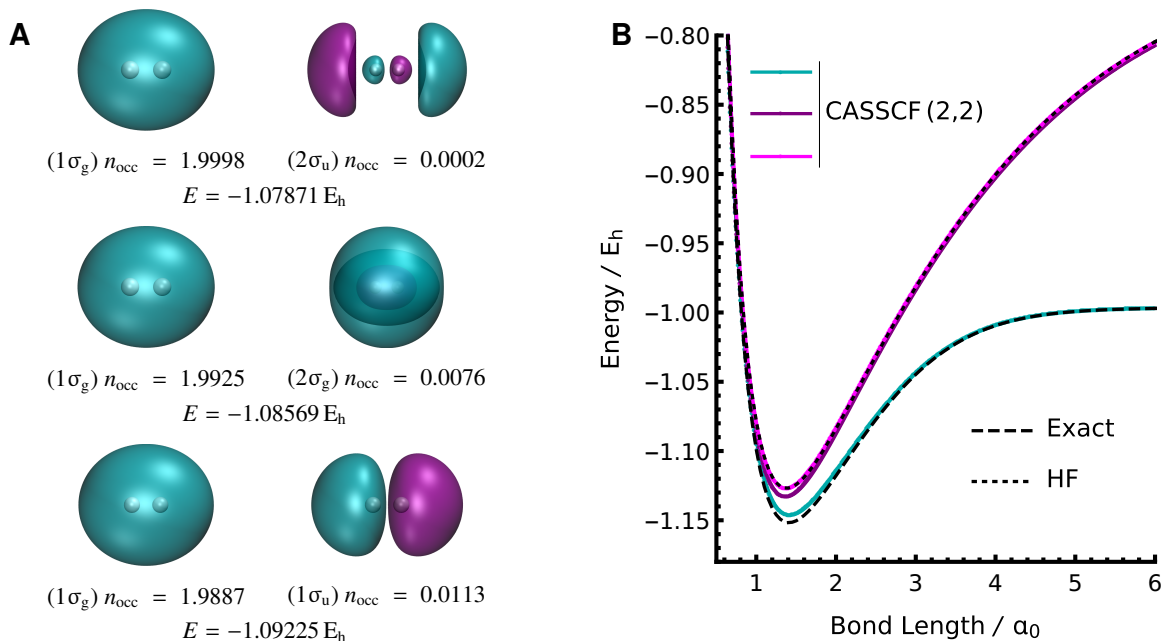 A
(1σg) nocc = 1.9998 (2σu) nocc = 0.0002
E = −1.07871 Eh
(1σg) nocc = 1.9925 (2σg) nocc = 0.0076
E = −1.08569 Eh
(1σg) nocc = 1.9887 (1σu) nocc = 0.0113
E = −1.09225 Eh
B
Energy / Eh
−0.80
−0.85
−0.90
−0.95
−1.00
−1.05
−1.10
−1.15
CASSCF (2,2)
Exact
HF
1 2 3 4 5 6
Bond Length / α0